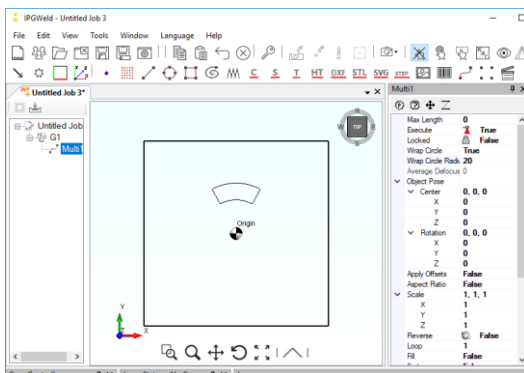 IPGWeld - Untitled Job 3
File Edit View Tools Window Language Help
C S T HT DXF STL SVG STEP
Untitled Job 3*
Multi1
Untitled Job
G1
Multi1
N
W TOP E
S
Origin
Y
Z X
Max Length 0
Execute True
Locked False
Wrap Circle True
Wrap Circle Radi 20
Average Defocus 0
Object Pose
Center 0, 0, 0
X 0
Y 0
Z 0
Rotation 0, 0, 0
X 0
Y 0
Z 0
Apply Offsets False
Aspect Ratio False
Scale 1, 1, 1
X 1
Y 1
Z 1
Reverse False
Loop 1
Fill False